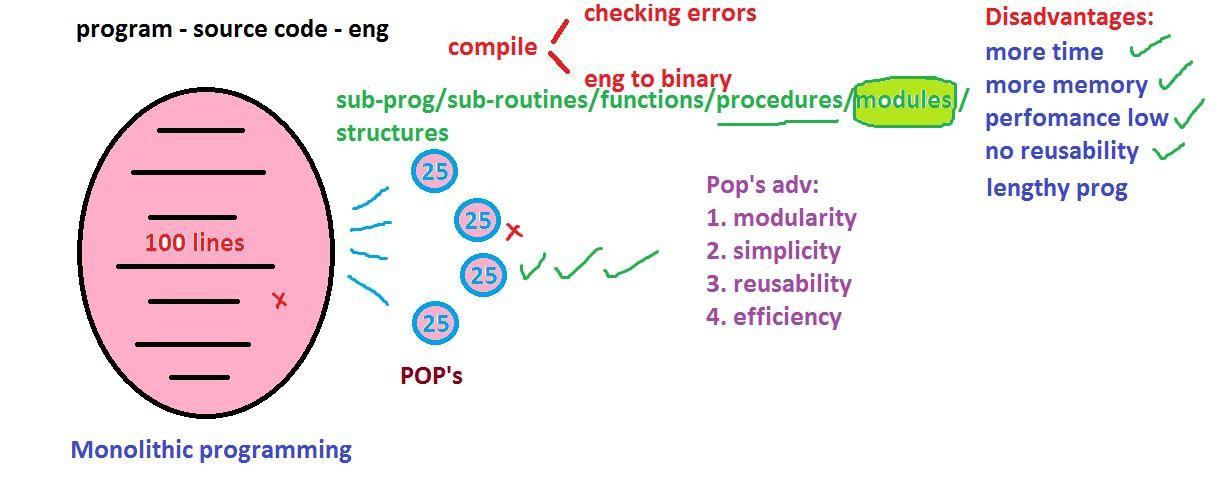 program - source code - eng
compile
checking errors
eng to binary
sub-prog/sub-routines/functions/procedures/modules/
structures
100 lines
25
25
25
25
POP's
Monolithic programming
Pop's adv:
1. modularity
2. simplicity
3. reusability
4. efficiency
Disadvantages:
more time
more memory
perfomance low
no reusability
lengthy prog